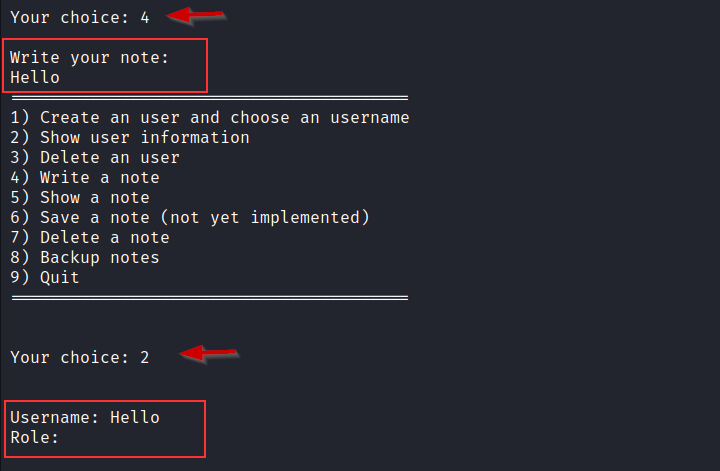 Your choice: 4
Write your note:
Hello
========================================
1) Create an user and choose an username
2) Show user information
3) Delete an user
4) Write a note
5) Show a note
6) Save a note (not yet implemented)
7) Delete a note
8) Backup notes
9) Quit
========================================
Your choice: 2
Username: Hello
Role: